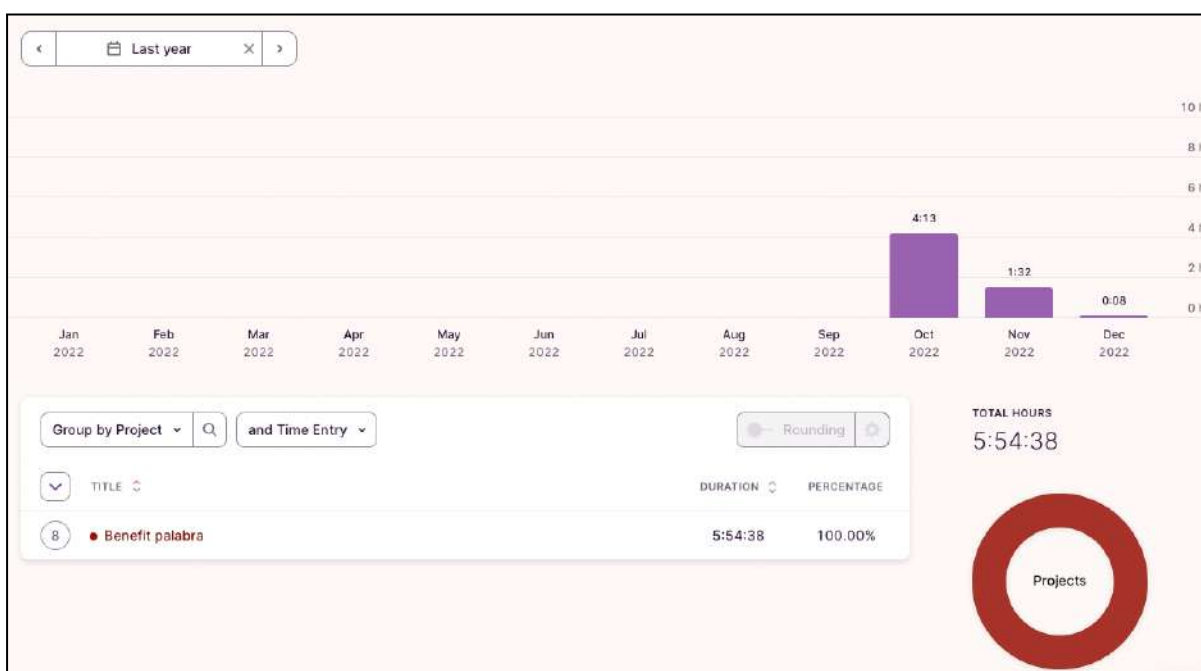 Last year
10
8
6
4:13
4
1:32
2
0:08
0
Jan Feb Mar Apr May Jun Jul Aug Sep Oct Nov Dec
2022 2022 2022 2022 2022 2022 2022 2022 2022 2022 2022 2022
Group by Project and Time Entry Rounding
TOTAL HOURS
5:54:38
TITLE DURATION PERCENTAGE
8 Benefit palabra 5:54:38 100.00%
Projects